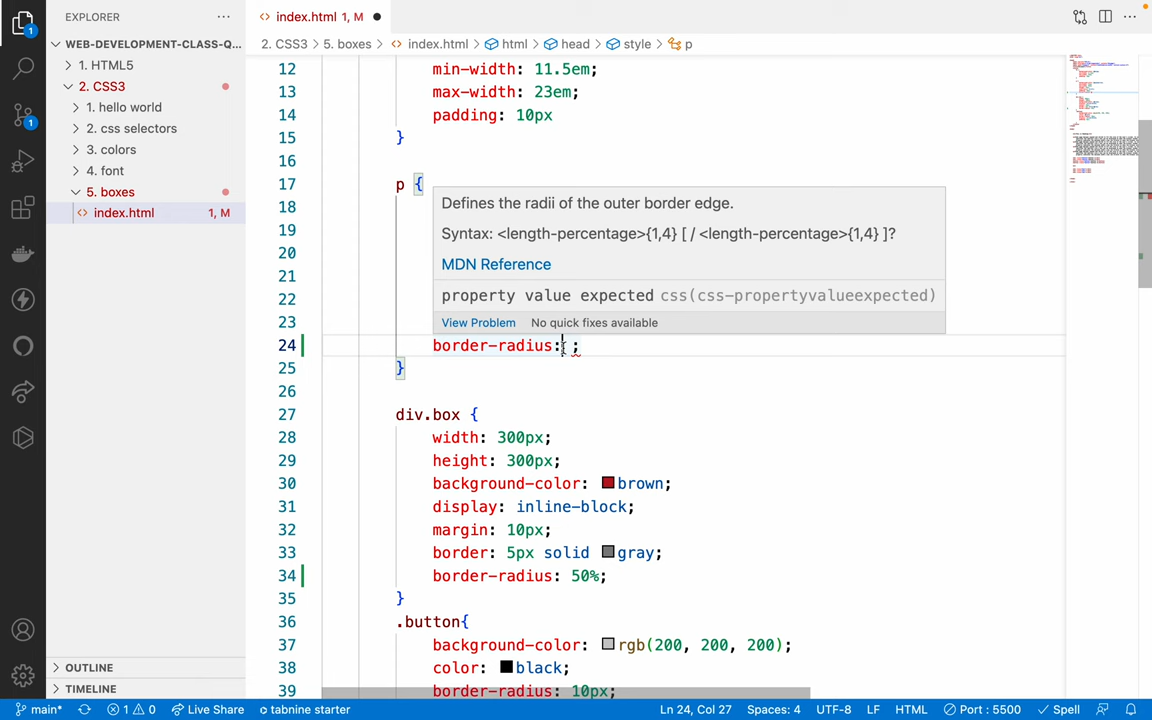 EXPLORER
index.html 1, M
WEB-DEVELOPMENT-CLASS-Q...
2. CSS3 > 5. boxes > index.html > html > head > style > p
1. HTML5
2. CSS3
1. hello world
2. css selectors
3. colors
4. font
5. boxes
index.html 1, M
12 min-width: 11.5em;
13 max-width: 23em;
14 padding: 10px
15 }
16
17 p {
18
19
20
21
22
23
24 border-radius: ;
25 }
26
27 div.box {
28 width: 300px;
29 height: 300px;
30 background-color: brown;
31 display: inline-block;
32 margin: 10px;
33 border: 5px solid gray;
34 border-radius: 50%;
35 }
36 .button{
37 background-color: rgb(200, 200, 200);
38 color: black;
39 border-radius: 10px;
Defines the radii of the outer border edge.
Syntax: <length-percentage>{1,4} [ / <length-percentage>{1,4} ]?
MDN Reference
property value expected css(css-propertyvalueexpected)
View Problem No quick fixes available
OUTLINE
TIMELINE
1
1
main* 1 0 Live Share tabnine starter Ln 24, Col 27 Spaces: 4 UTF-8 LF HTML Port : 5500 Spell